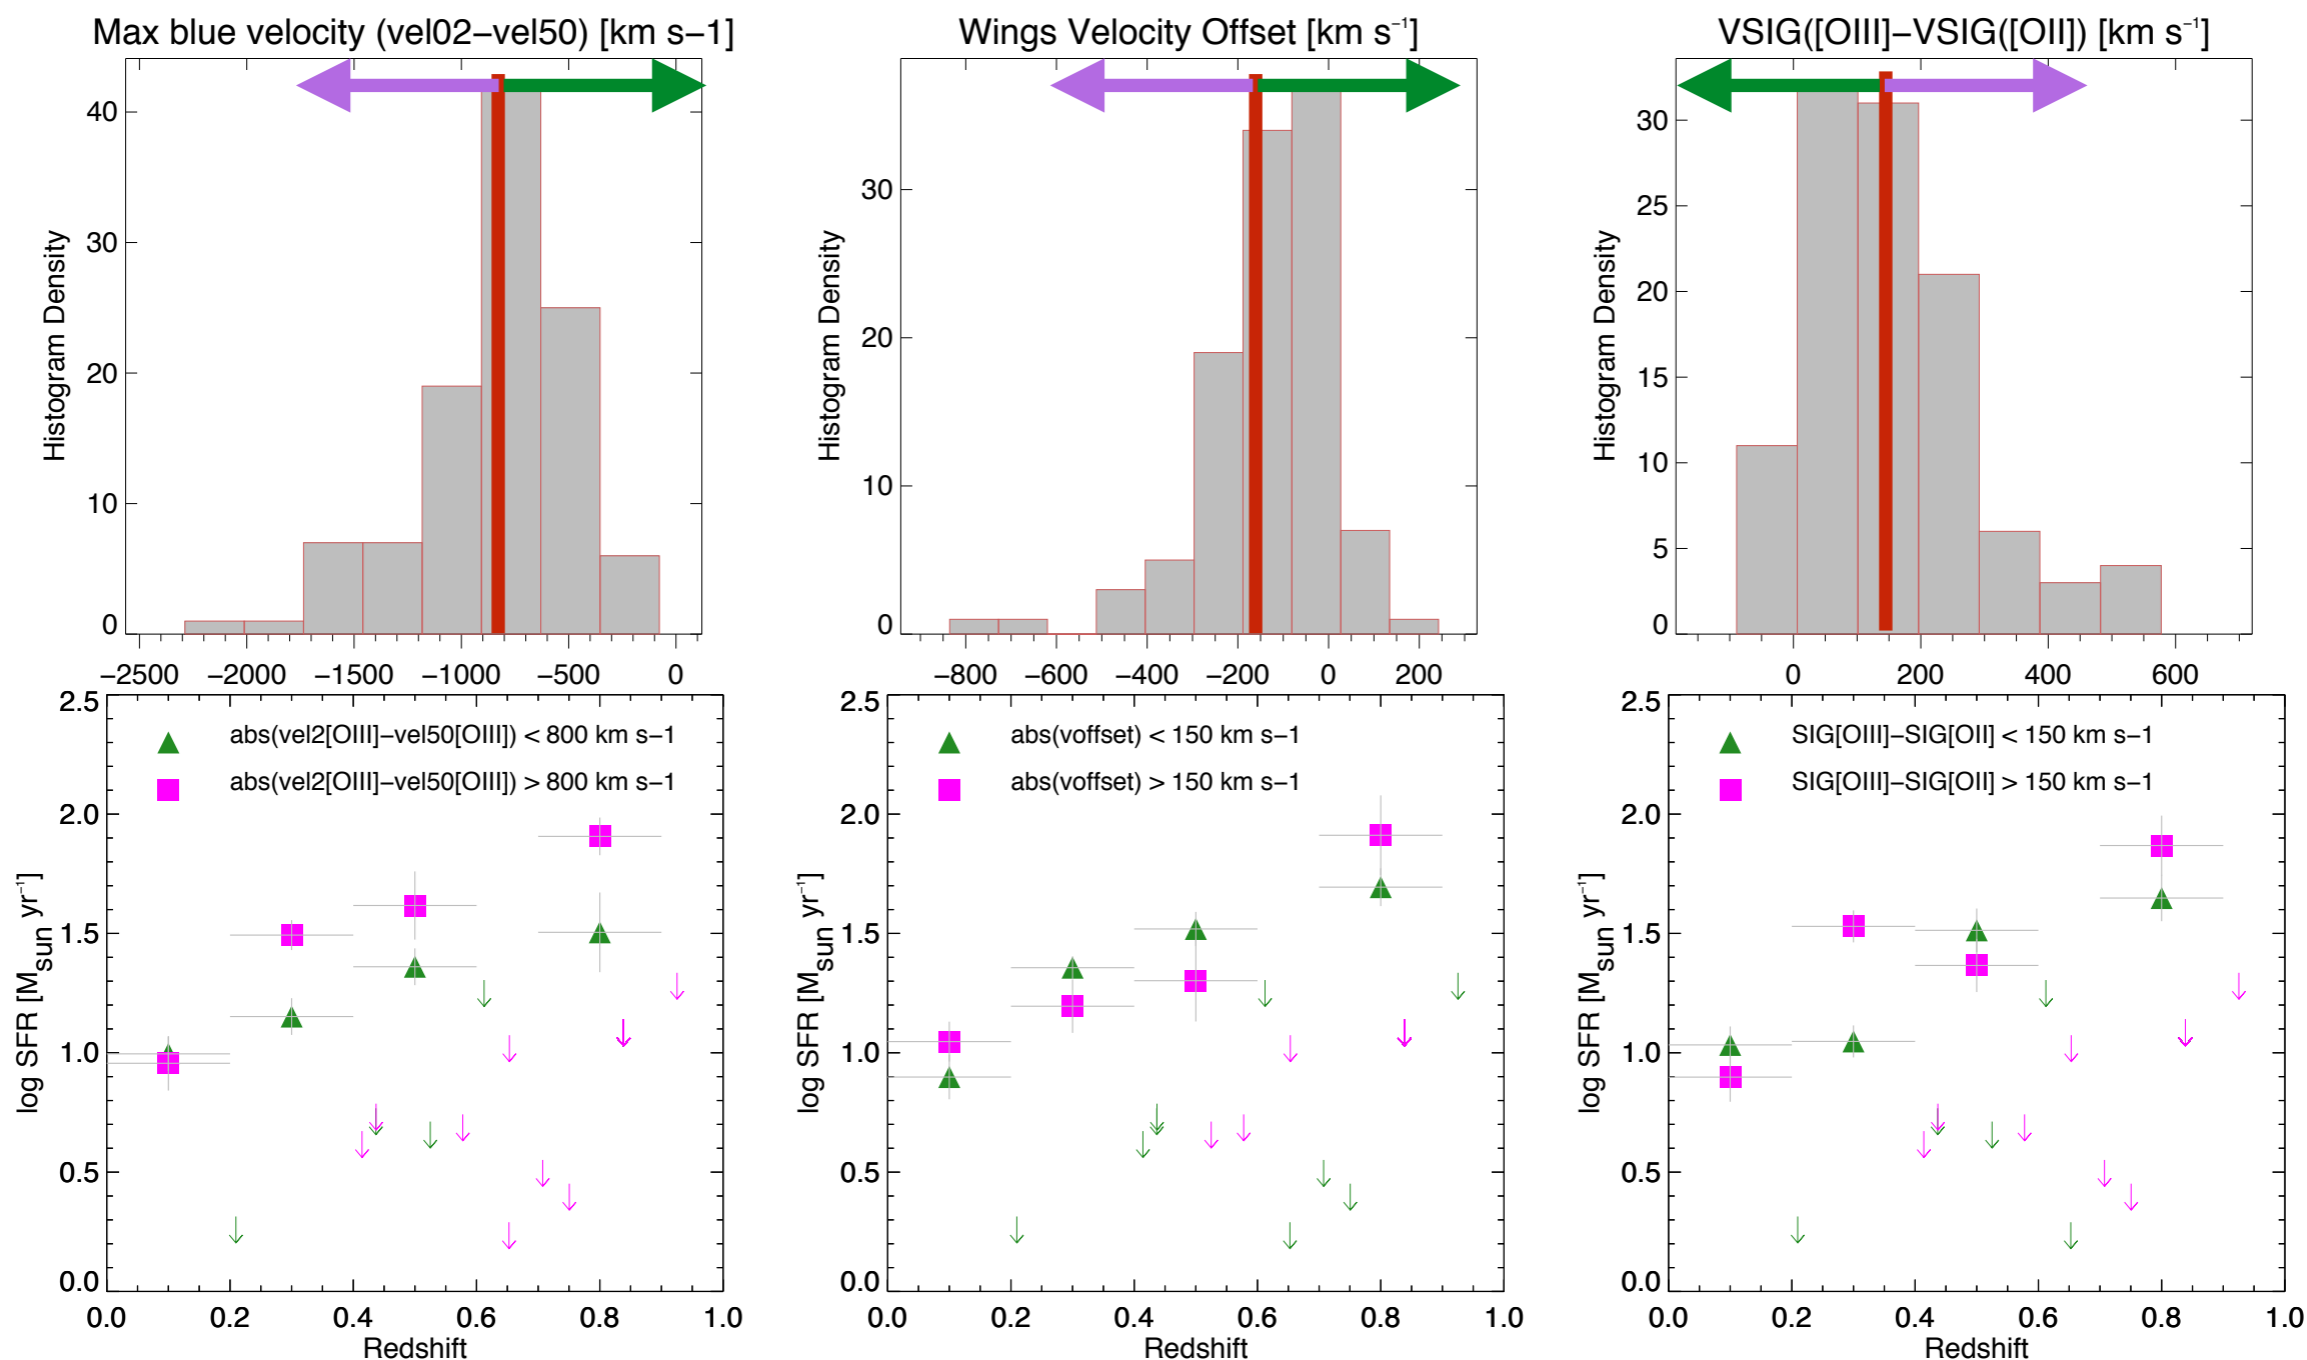 Max blue velocity (vel02−vel50) [km s−1]
Wings Velocity Offset [km s⁻¹]
VSIG([OIII]−VSIG([OII]) [km s⁻¹]
Histogram Density
40
30
20
10
0
−2500 −2000 −1500 −1000 −500 0
Histogram Density
30
20
10
0
−800 −600 −400 −200 0 200
Histogram Density
30
25
20
15
10
5
0
0 200 400 600
log SFR [M_sun yr⁻¹]
2.5
2.0
1.5
1.0
0.5
0.0
abs(vel2[OIII]−vel50[OIII]) < 800 km s−1
abs(vel2[OIII]−vel50[OIII]) > 800 km s−1
0.0 0.2 0.4 0.6 0.8 1.0
Redshift
log SFR [M_sun yr⁻¹]
2.5
2.0
1.5
1.0
0.5
0.0
abs(voffset) < 150 km s−1
abs(voffset) > 150 km s−1
0.0 0.2 0.4 0.6 0.8 1.0
Redshift
log SFR [M_sun yr⁻¹]
2.5
2.0
1.5
1.0
0.5
0.0
SIG[OIII]−SIG[OII] < 150 km s−1
SIG[OIII]−SIG[OII] > 150 km s−1
0.0 0.2 0.4 0.6 0.8 1.0
Redshift